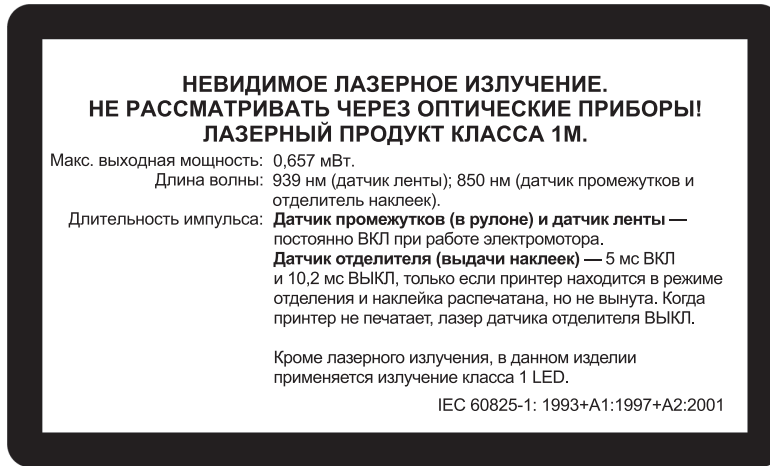 НЕВИДИМОЕ ЛАЗЕРНОЕ ИЗЛУЧЕНИЕ.
НЕ РАССМАТРИВАТЬ ЧЕРЕЗ ОПТИЧЕСКИЕ ПРИБОРЫ!
ЛАЗЕРНЫЙ ПРОДУКТ КЛАССА 1М.
Макс. выходная мощность: 0,657 мВт.
Длина волны: 939 нм (датчик ленты); 850 нм (датчик промежутков и
отделитель наклеек).
Длительность импульса: Датчик промежутков (в рулоне) и датчик ленты —
постоянно ВКЛ при работе электромотора.
Датчик отделителя (выдачи наклеек) — 5 мс ВКЛ
и 10,2 мс ВЫКЛ, только если принтер находится в режиме
отделения и наклейка распечатана, но не вынута. Когда
принтер не печатает, лазер датчика отделителя ВЫКЛ.
Кроме лазерного излучения, в данном изделии
применяется излучение класса 1 LED.
IEC 60825-1: 1993+A1:1997+A2:2001